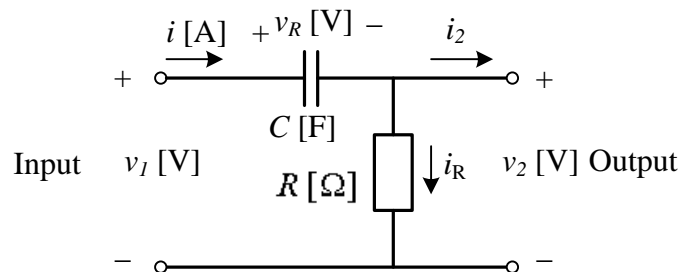 i [A] + v_R [V] − i_2
+ +
C [F]
Input v_1 [V] R [Ω] i_R v_2 [V] Output
− −